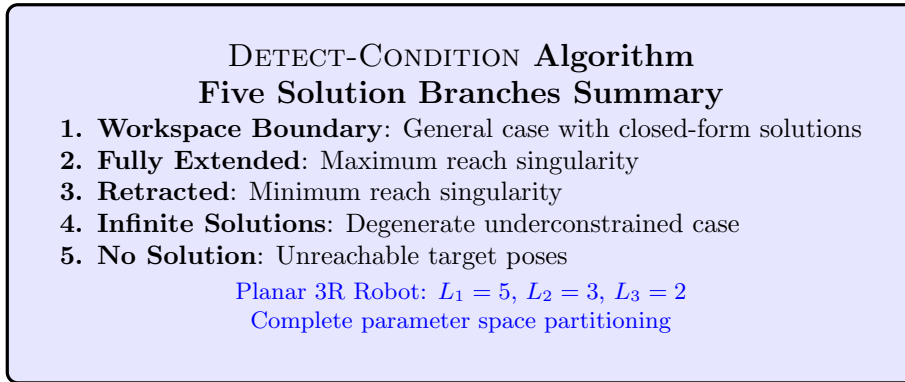 DETECT-CONDITION Algorithm
Five Solution Branches Summary
1. Workspace Boundary: General case with closed-form solutions
2. Fully Extended: Maximum reach singularity
3. Retracted: Minimum reach singularity
4. Infinite Solutions: Degenerate underconstrained case
5. No Solution: Unreachable target poses
Planar 3R Robot: L₁ = 5, L₂ = 3, L₃ = 2
Complete parameter space partitioning